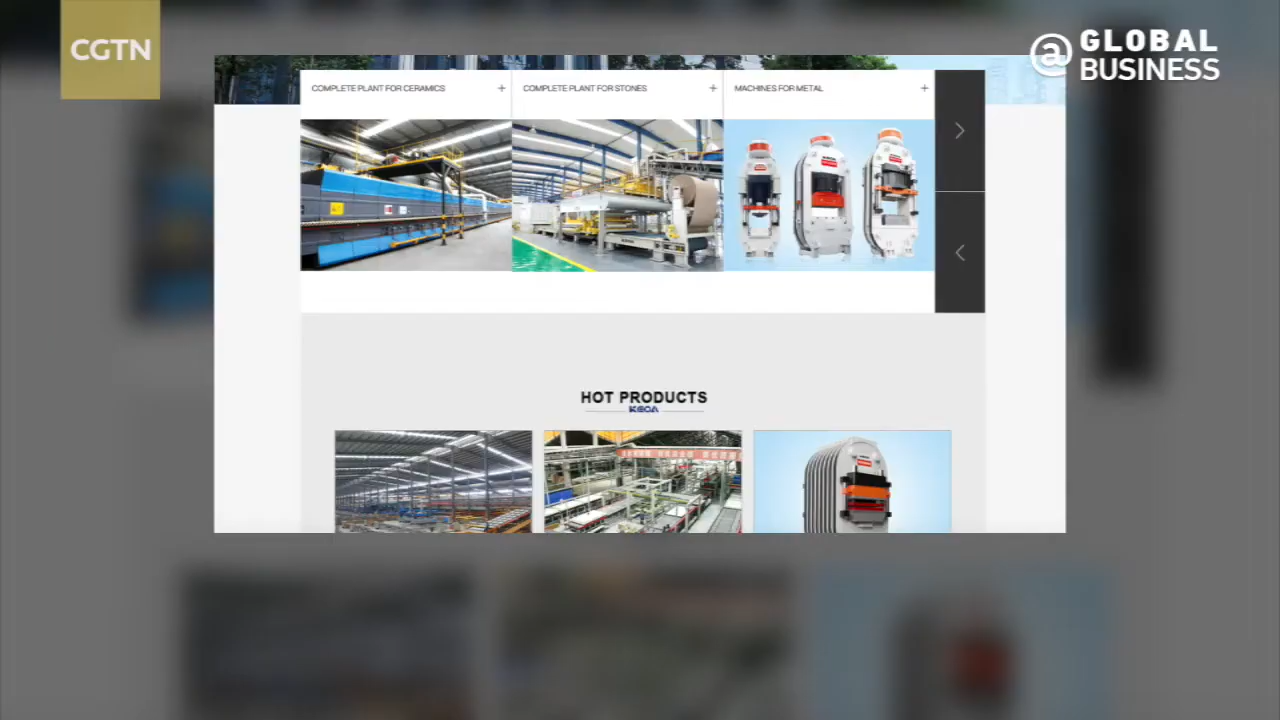 CGTN
@ GLOBAL
BUSINESS
COMPLETE PLANT FOR CERAMICS +
COMPLETE PLANT FOR STONES +
MACHINES FOR METAL +
HOT PRODUCTS
KEDA